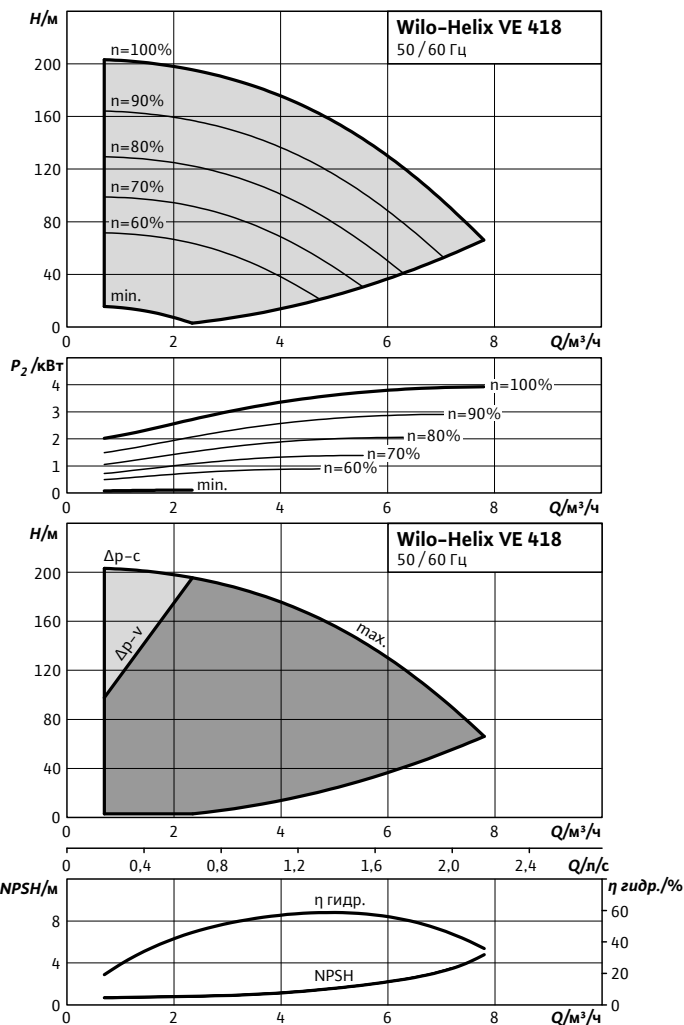 H/м
Wilo-Helix VE 418
50 / 60 Гц
n=100%
200
n=90%
160
n=80%
120
n=70%
80
n=60%
40
min.
0
0 2 4 6 8 Q/м³/ч
P₂ /кВт
4
n=100%
3
n=90%
2
n=80%
n=70%
1
n=60%
min.
0
0 2 4 6 8 Q/м³/ч
H/м
Wilo-Helix VE 418
50 / 60 Гц
Δp-c
200
160
max.
Δp-v
120
80
40
0
0 2 4 6 8 Q/м³/ч
0 0,4 0,8 1,2 1,6 2,0 2,4 Q/л/с
NPSH/м η гидр./%
η гидр.
60
8
40
4
NPSH
20
0 0
0 2 4 6 8 Q/м³/ч